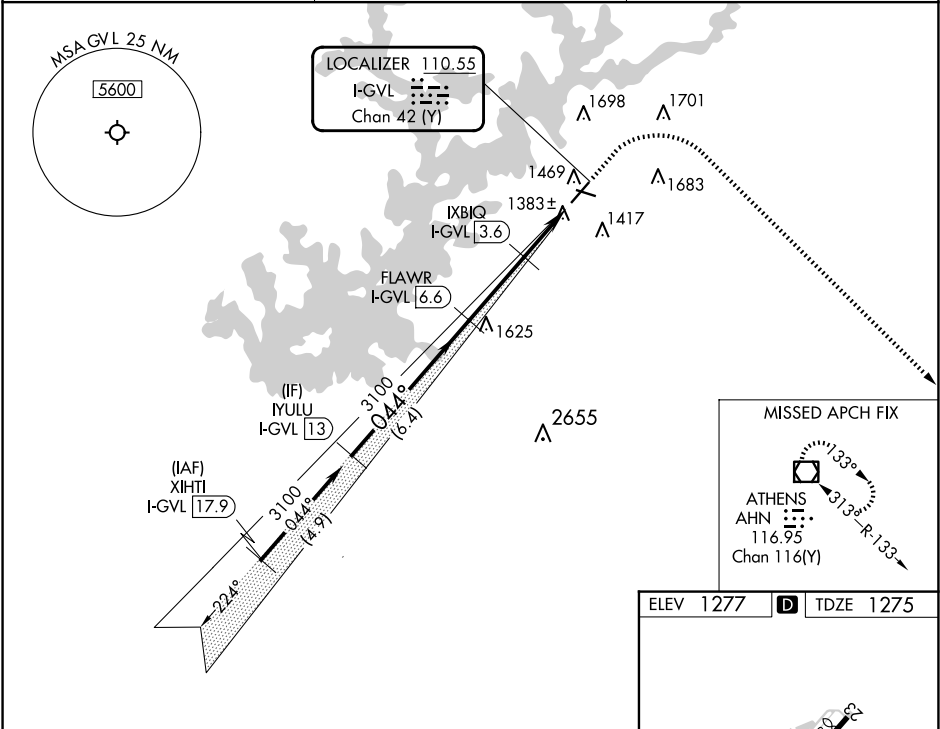 MSA GVL 25 NM
5600
LOCALIZER 110.55
I-GVL
Chan 42 (Y)
1698
1701
1469
1683
1383±
1417
IXBIQ
I-GVL 3.6
FLAWR
I-GVL 6.6
1625
3100
044°
(6.4)
(IF)
IYULU
I-GVL 13
2655
(IAF)
XIHTI
I-GVL 17.9
3100
044°
(4.9)
224°
MISSED APCH FIX
133°
313°
R-133
ATHENS
AHN
116.95
Chan 116(Y)
ELEV 1277
D
TDZE 1275
23